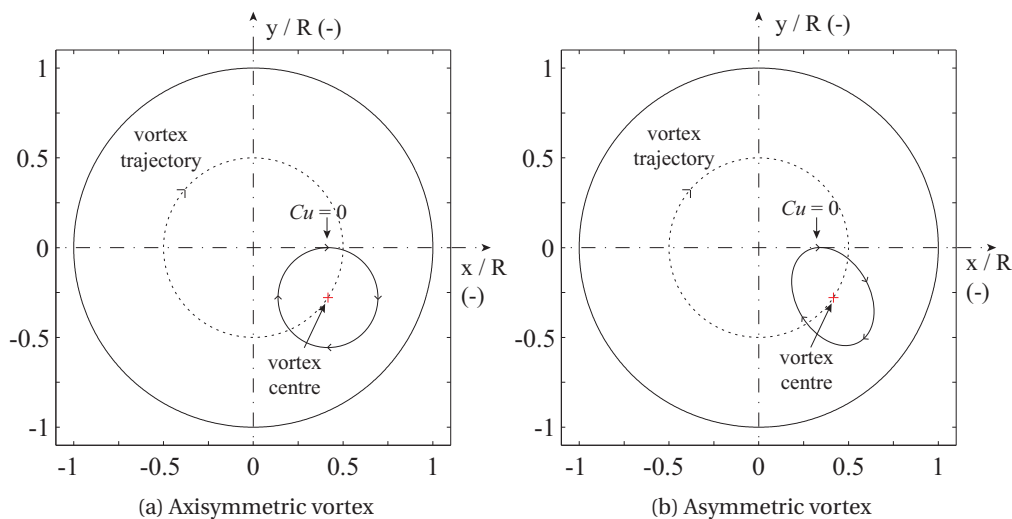 y / R (-)
1
vortex
trajectory
0.5
Cu = 0
0
x / R
(-)
-0.5
vortex
centre
-1
-1
-0.5
0
0.5
1
(a) Axisymmetric vortex
y / R (-)
1
vortex
trajectory
0.5
Cu = 0
0
x / R
(-)
-0.5
vortex
centre
-1
-1
-0.5
0
0.5
1
(b) Asymmetric vortex